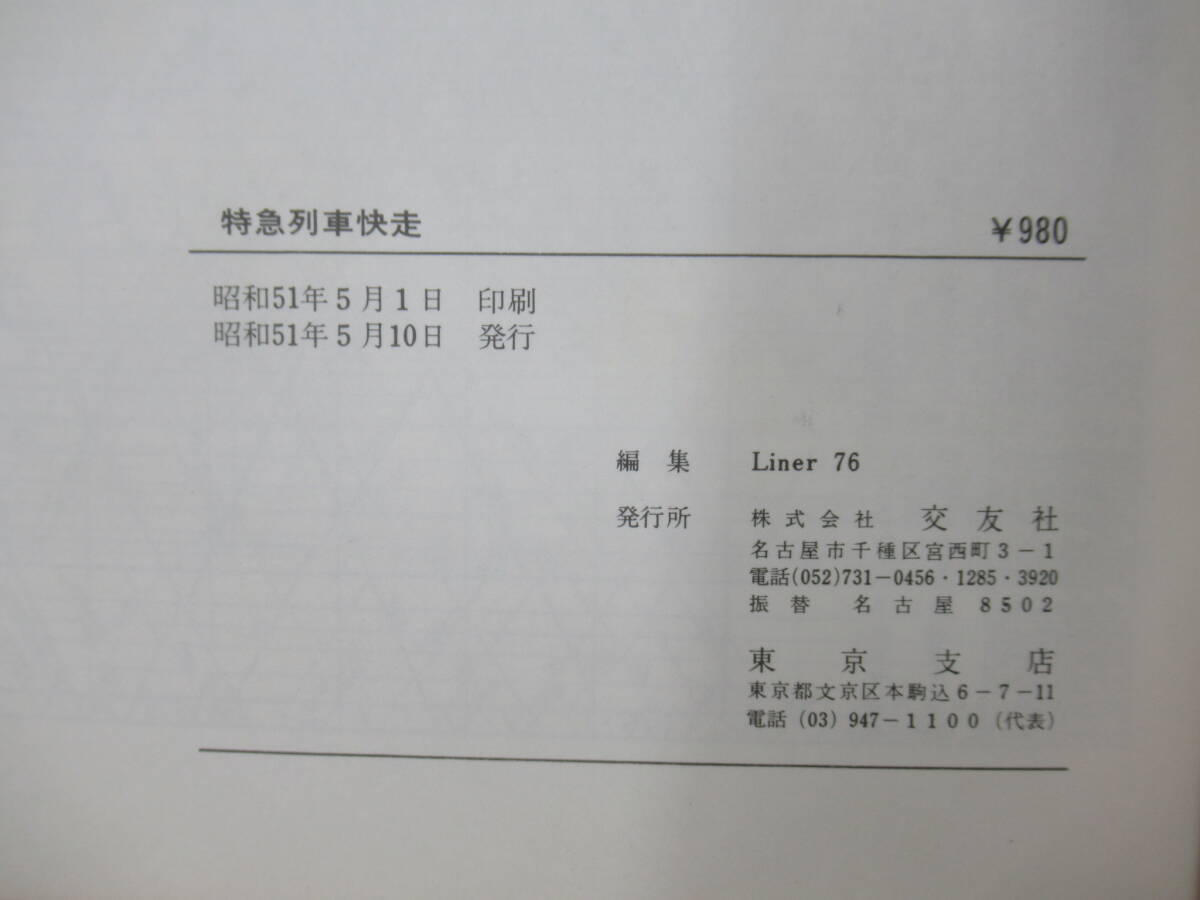 特急列車快走 ¥980
昭和51年5月1日 印刷
昭和51年5月10日 発行
編集 Liner 76
発行所 株式会社 交友社
名古屋市千種区宮西町3-1
電話(052)731-0456・1285・3920
振替 名古屋 8502
東京支店
東京都文京区本駒込6-7-11
電話 (03) 947-1100 (代表)